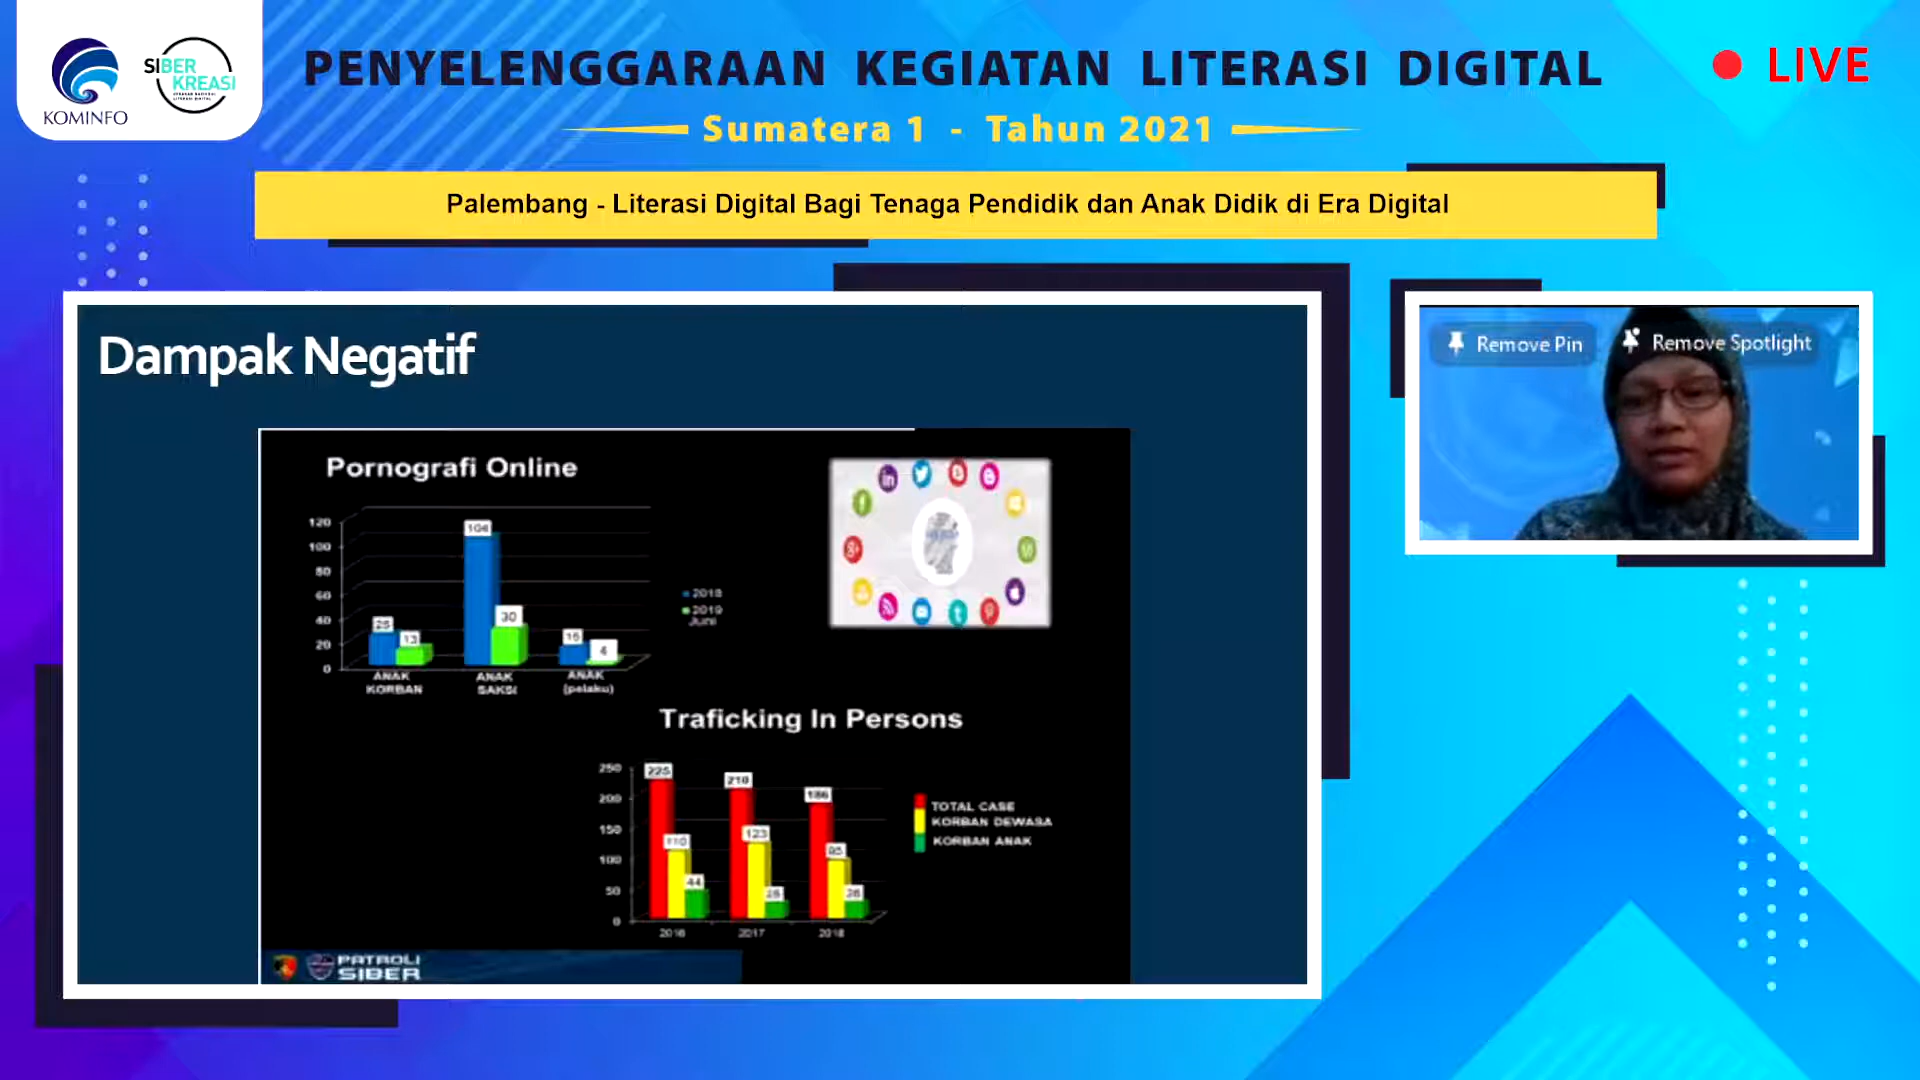 KOMINFO
SIBER
KREASI
PENYELENGGARAAN KEGIATAN LITERASI DIGITAL
Sumatera 1 - Tahun 2021
LIVE
Palembang - Literasi Digital Bagi Tenaga Pendidik dan Anak Didik di Era Digital
Remove Pin
Remove Spotlight
Dampak Negatif
Pornografi Online
120
100
80
60
40
20
0
25
13
104
30
15
4
ANAK
KORBAN
ANAK
SAKSI
ANAK
(pelaku)
2018
2019
Juni
Traficking In Persons
250
200
150
100
50
0
225
110
44
123
2016
2017
2018
TOTAL CASE
KORBAN DEWASA
KORBAN ANAK
PATROLI
SIBER